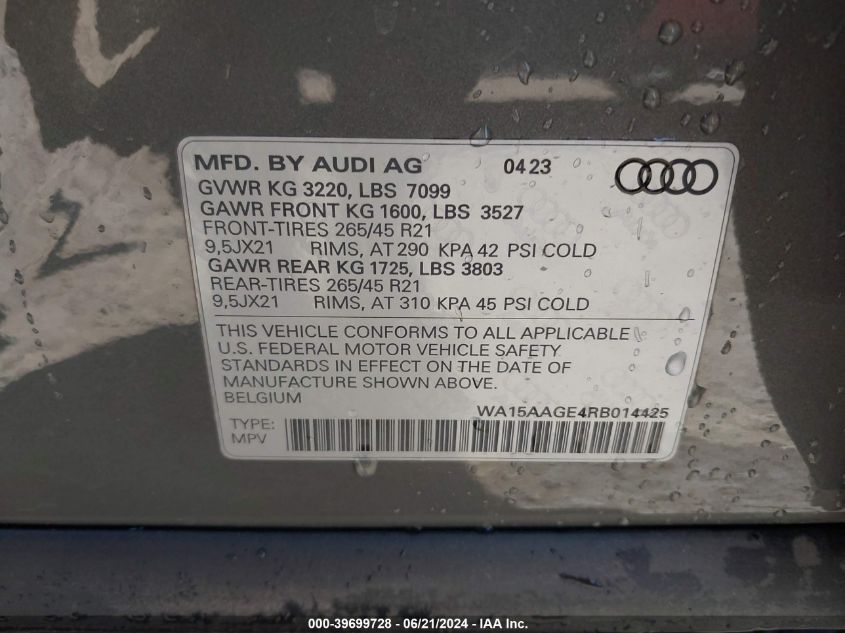 MFD. BY AUDI AG 0423
GVWR KG 3220, LBS 7099
GAWR FRONT KG 1600, LBS 3527
FRONT-TIRES 265/45 R21
9,5JX21 RIMS, AT 290 KPA 42 PSI COLD
GAWR REAR KG 1725, LBS 3803
REAR-TIRES 265/45 R21
9,5JX21 RIMS, AT 310 KPA 45 PSI COLD
THIS VEHICLE CONFORMS TO ALL APPLICABLE
U.S. FEDERAL MOTOR VEHICLE SAFETY
STANDARDS IN EFFECT ON THE DATE OF
MANUFACTURE SHOWN ABOVE.
BELGIUM
WA15AAGE4RB014425
TYPE:
MPV
000-39699728 - 06/21/2024 - IAA Inc.